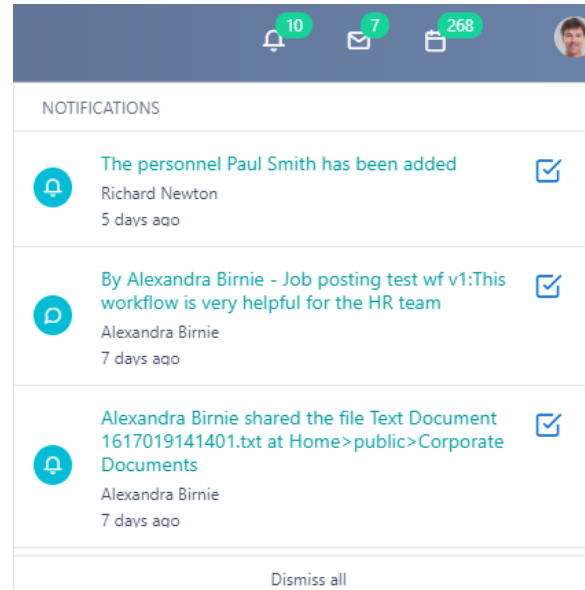 10
7
268
NOTIFICATIONS
The personnel Paul Smith has been added
Richard Newton
5 days ago
By Alexandra Birnie - Job posting test wf v1:This
workflow is very helpful for the HR team
Alexandra Birnie
7 days ago
Alexandra Birnie shared the file Text Document
1617019141401.txt at Home>public>Corporate
Documents
Alexandra Birnie
7 days ago
Dismiss all